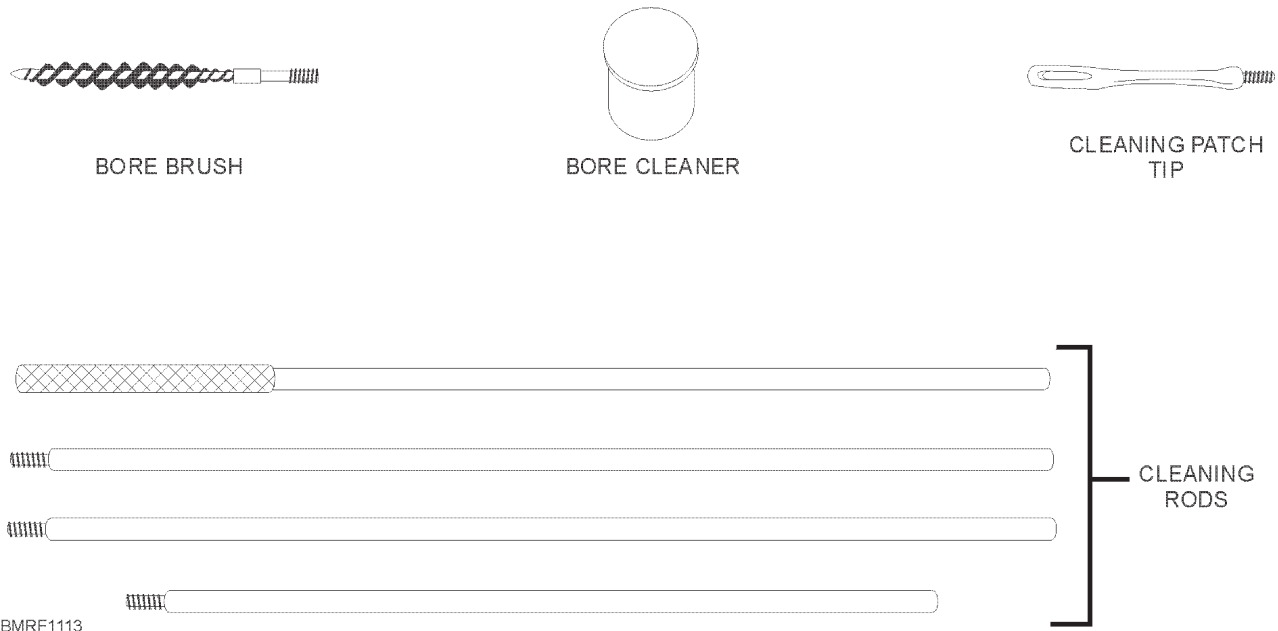 BORE BRUSH
BORE CLEANER
CLEANING PATCH
TIP
CLEANING
RODS
BMRF1113